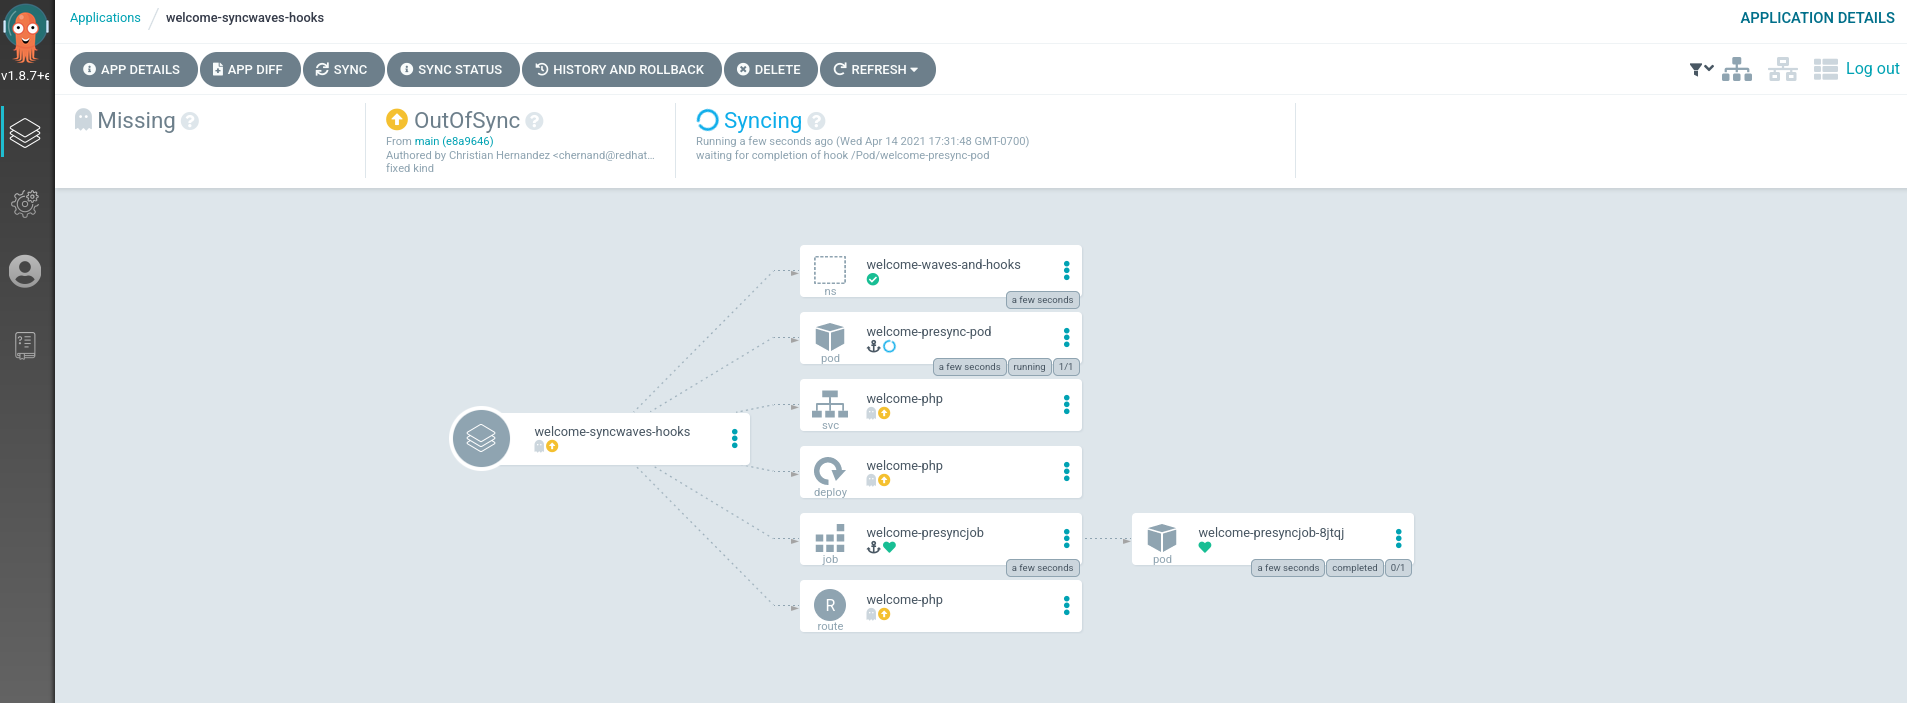 Applications / welcome-syncwaves-hooks
APPLICATION DETAILS
v1.8.7+e
APP DETAILS
APP DIFF
SYNC
SYNC STATUS
HISTORY AND ROLLBACK
DELETE
REFRESH
Log out
Missing ?
OutOfSync ?
From main (e8a9646)
Authored by Christian Hernandez <chernand@redhat...
fixed kind
Syncing ?
Running a few seconds ago (Wed Apr 14 2021 17:31:48 GMT-0700)
waiting for completion of hook /Pod/welcome-presync-pod
welcome-syncwaves-hooks
welcome-waves-and-hooks
ns
a few seconds
welcome-presync-pod
pod
a few seconds
running
1/1
welcome-php
svc
welcome-php
deploy
welcome-presyncjob
job
a few seconds
welcome-presyncjob-8jtqj
pod
a few seconds
completed
0/1
welcome-php
R
route